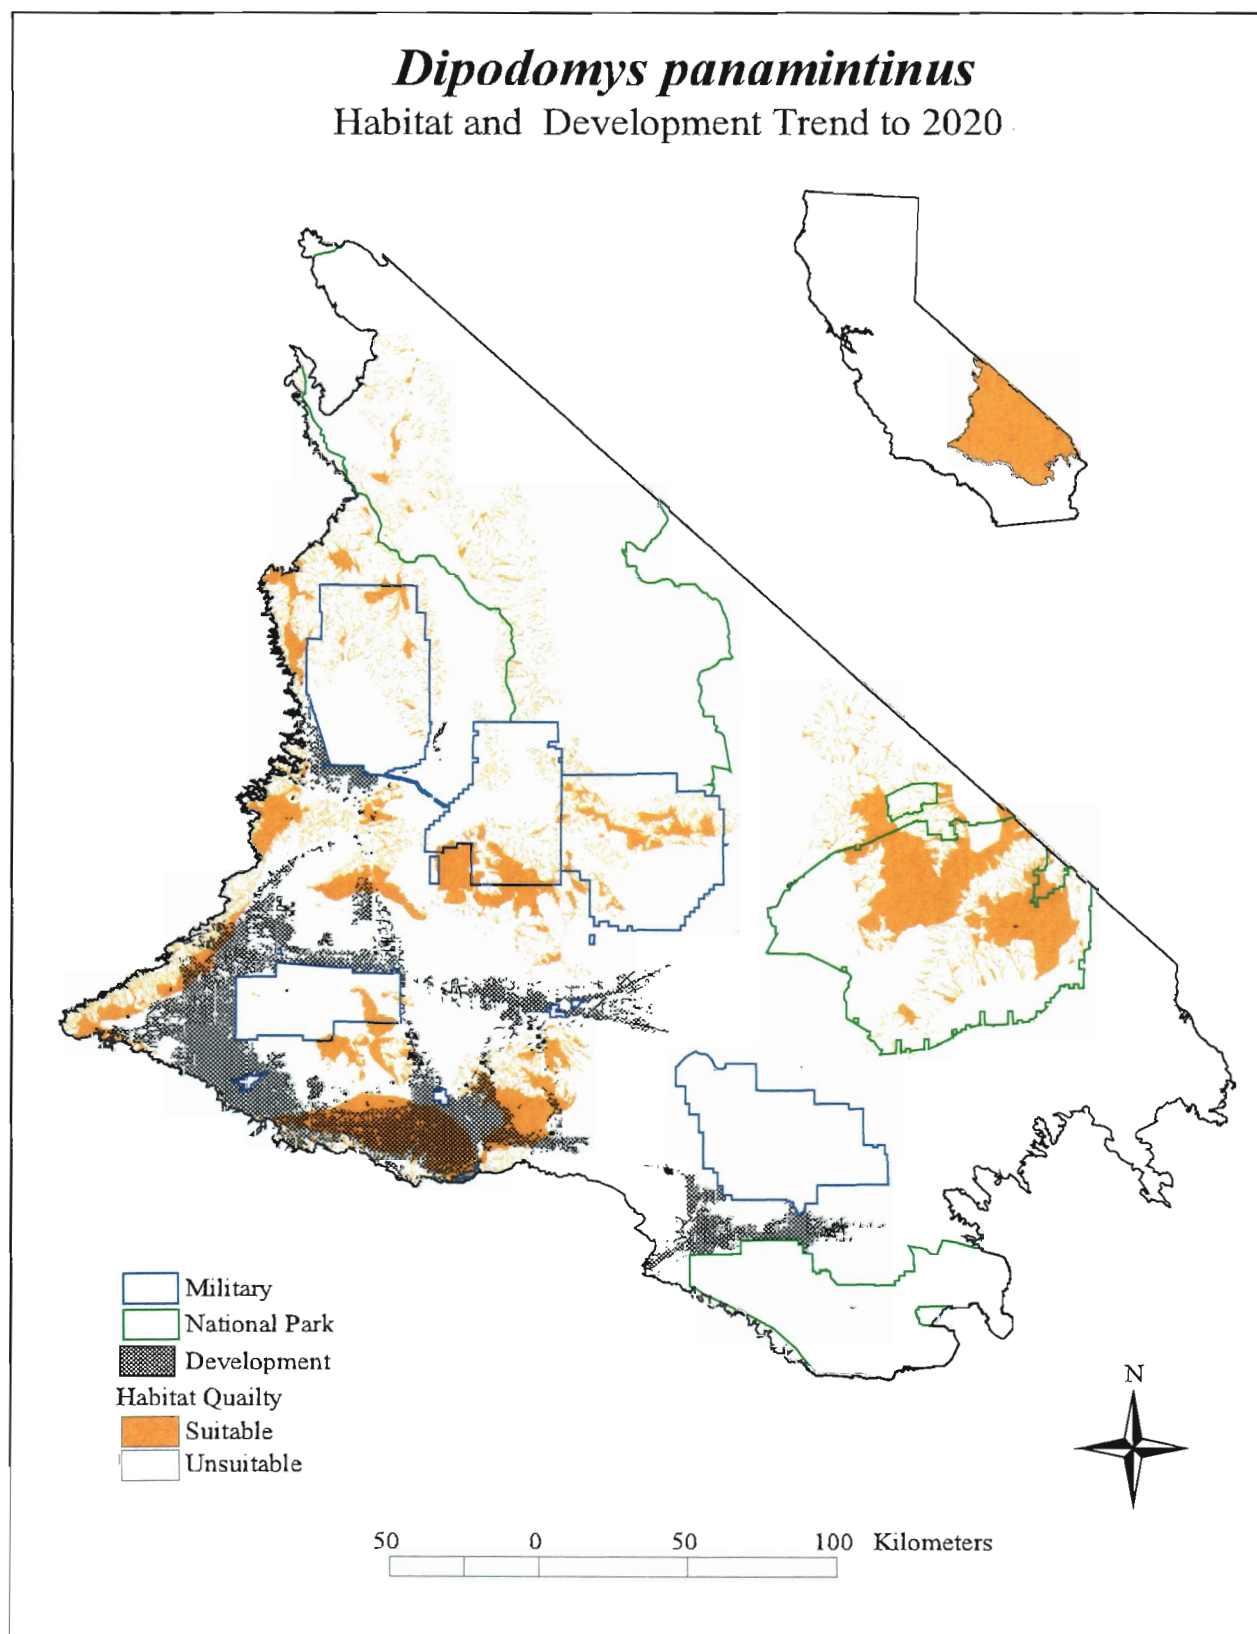 Dipodomys panamintinus
Habitat and Development Trend to 2020
Military
National Park
Development
Habitat Quailty
Suitable
Unsuitable
N
50 0 50 100 Kilometers